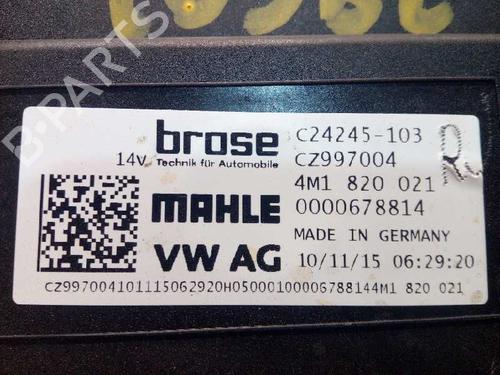 brose
Technik für Automobile
14V
C24245-103
CZ997004
4M1 820 021
MAHLE
0000678814
VW AG
MADE IN GERMANY
10/11/15 06:29:20
CZ997004101115062920H05000100006788144M1 820 021
B-PARTS